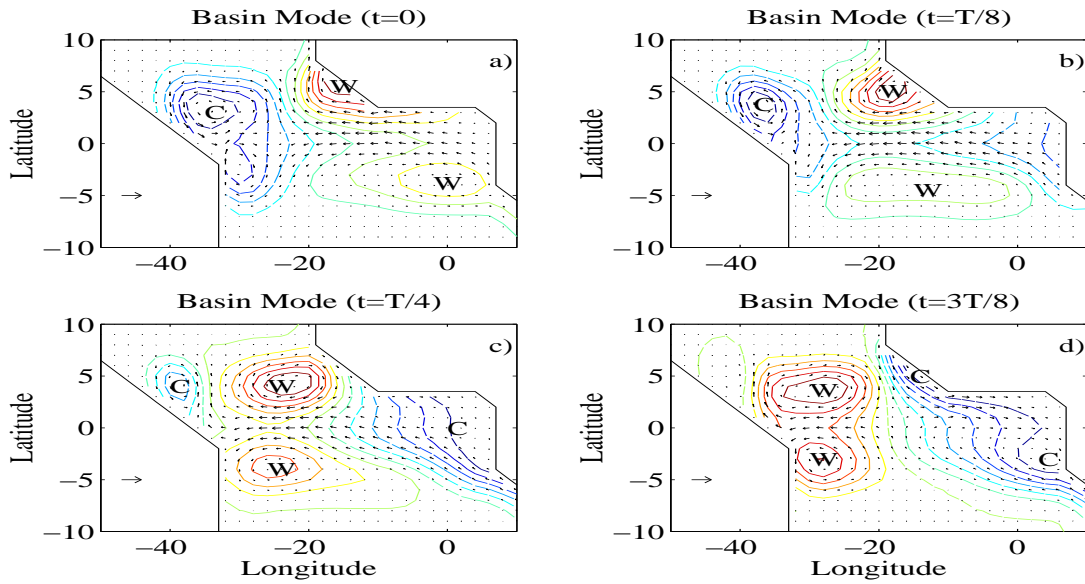 Basin Mode (t=0)
Basin Mode (t=T/8)
10
5
0
−5
−10
Latitude
a)
C
W
W
−40
−20
0
10
5
0
−5
−10
Latitude
b)
C
W
W
−40
−20
0
Basin Mode (t=T/4)
Basin Mode (t=3T/8)
10
5
0
−5
−10
Latitude
c)
C
W
C
W
−40
−20
0
Longitude
10
5
0
−5
−10
Latitude
d)
C
W
W
C
−40
−20
0
Longitude